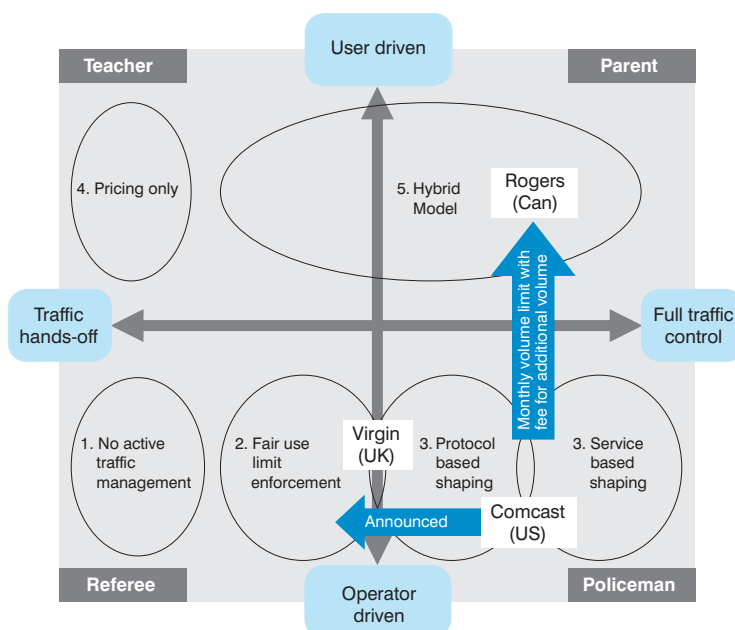 User driven
Teacher
Parent
4. Pricing only
5. Hybrid
Model
Rogers
(Can)
Monthly volume limit with
fee for additional volume
Traffic
hands-off
Full traffic
control
1. No active
traffic
management
2. Fair use
limit
enforcement
Virgin
(UK)
3. Protocol
based
shaping
3. Service
based
shaping
Announced
Comcast
(US)
Referee
Operator
driven
Policeman